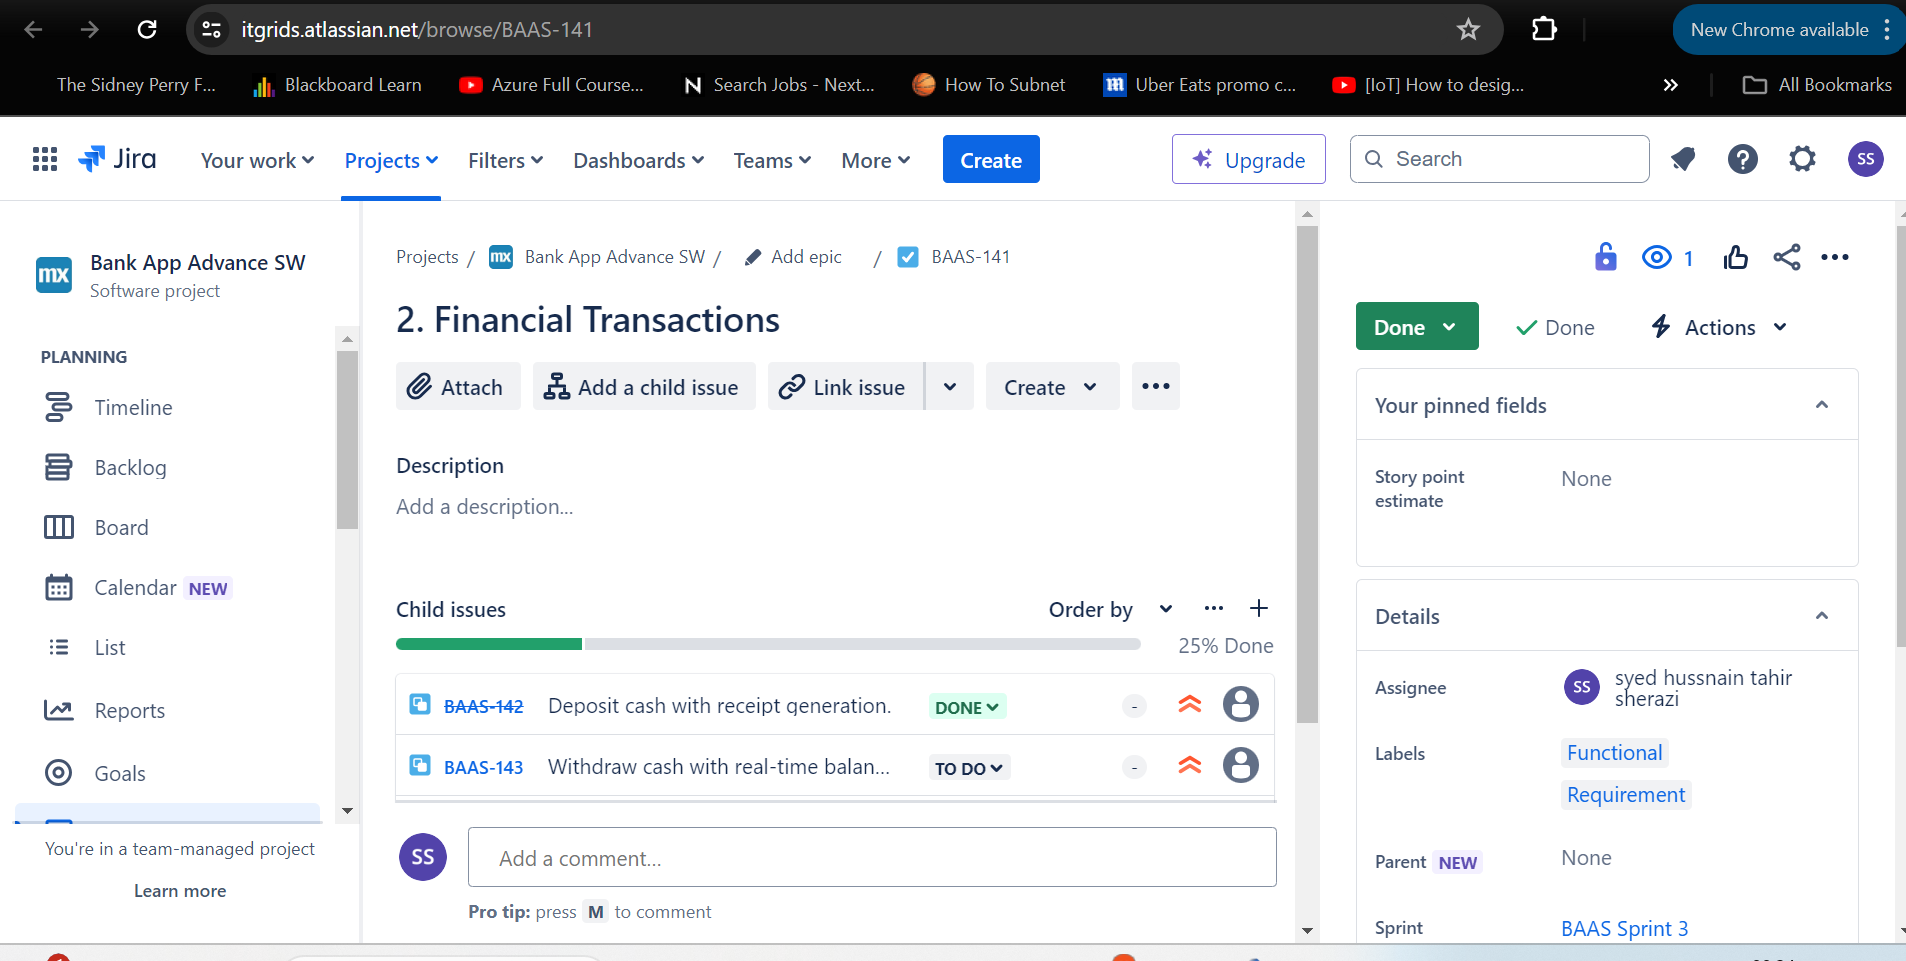 itgrids.atlassian.net/browse/BAAS-141
New Chrome available
The Sidney Perry F...
Blackboard Learn
Azure Full Course...
Search Jobs - Next...
How To Subnet
Uber Eats promo c...
[IoT] How to desig...
All Bookmarks
Jira
Your work
Projects
Filters
Dashboards
Teams
More
Create
Upgrade
Search
SS
mx
Bank App Advance SW
Software project
PLANNING
Timeline
Backlog
Board
Calendar NEW
List
Reports
Goals
You're in a team-managed project
Learn more
Projects / mx Bank App Advance SW / Add epic / BAAS-141
2. Financial Transactions
Attach
Add a child issue
Link issue
Create
Description
Add a description...
Child issues
Order by
25% Done
BAAS-142 Deposit cash with receipt generation. DONE -
BAAS-143 Withdraw cash with real-time balan... TO DO -
SS
Add a comment...
Pro tip: press M to comment
1
Done
Done
Actions
Your pinned fields
Story point
estimate
None
Details
Assignee
SS
syed hussnain tahir
sherazi
Labels
Functional
Requirement
Parent NEW
None
Sprint
BAAS Sprint 3